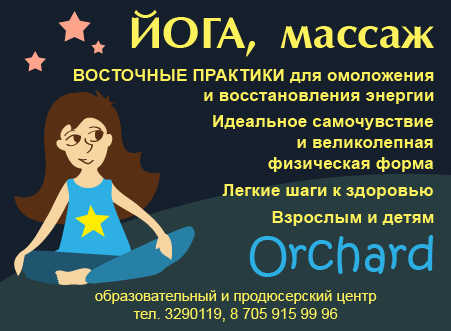 ЙОГА, массаж
ВОСТОЧНЫЕ ПРАКТИКИ для омоложения
и восстановления энергии
Идеальное самочувствие
и великолепная
физическая форма
Легкие шаги к здоровью
Взрослым и детям
Orchard
образовательный и продюсерский центр
тел. 3290119, 8 705 915 99 96